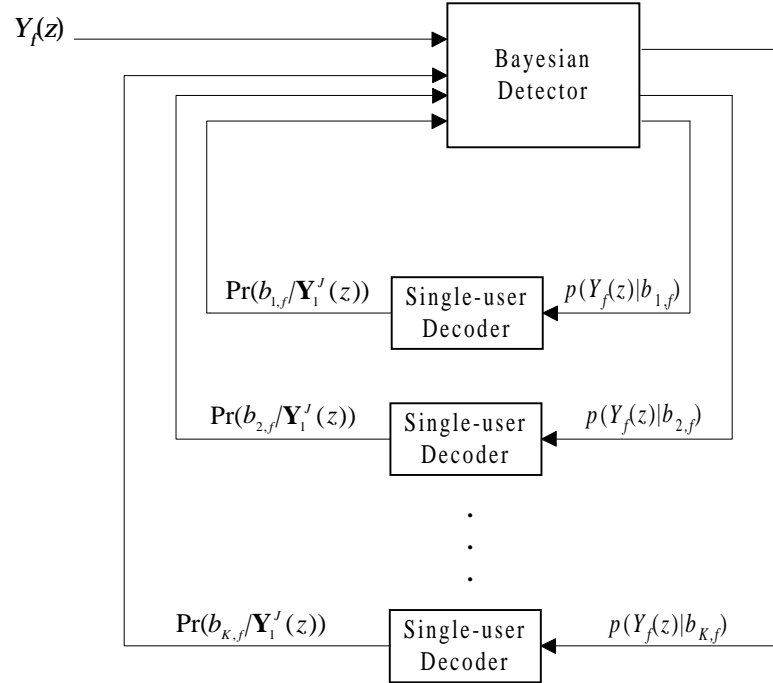 Y_f(z)
Bayesian
Detector
Pr(b_{1,f}/Y_1^J(z))
Single-user
Decoder
p(Y_f(z)|b_{1,f})
Pr(b_{2,f}/Y_1^J(z))
Single-user
Decoder
p(Y_f(z)|b_{2,f})
.
.
.
Pr(b_{K,f}/Y_1^J(z))
Single-user
Decoder
p(Y_f(z)|b_{K,f})